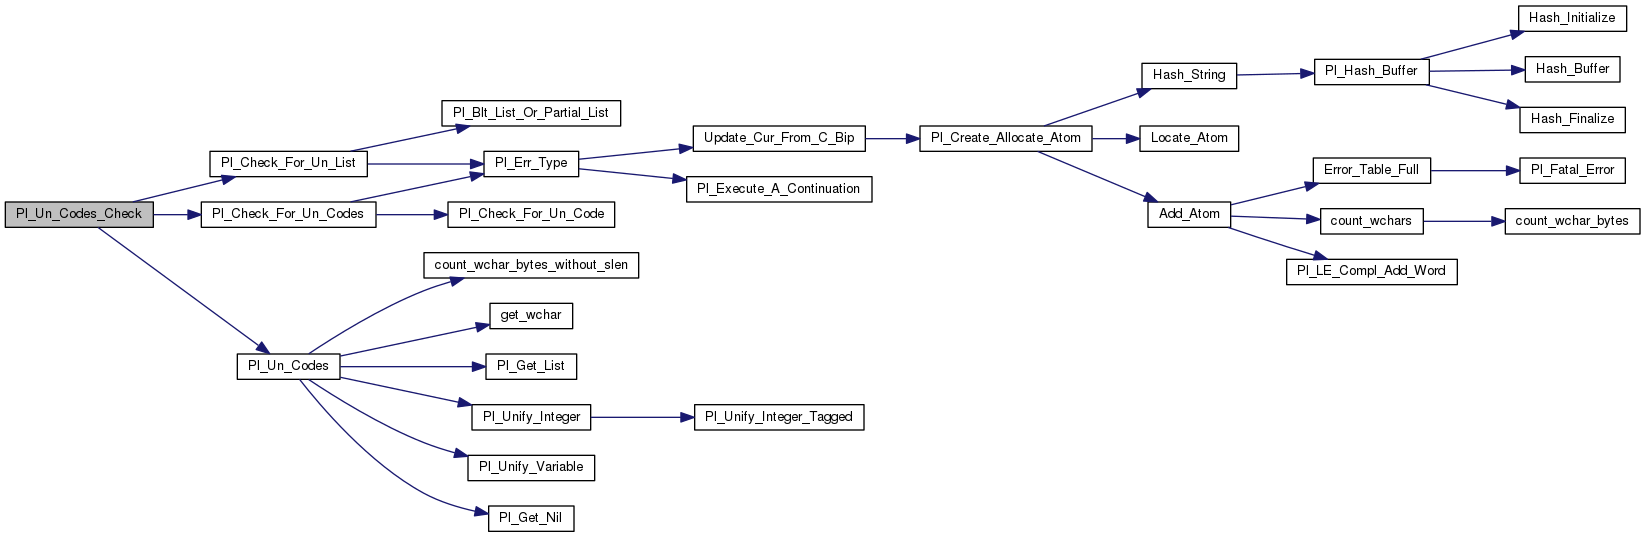 Pl_Un_Codes_Check
Pl_Check_For_Un_List
Pl_Blt_List_Or_Partial_List
Pl_Err_Type
Update_Cur_From_C_Bip
Pl_Create_Allocate_Atom
Hash_String
Pl_Hash_Buffer
Hash_Initialize
Hash_Buffer
Hash_Finalize
Locate_Atom
Add_Atom
Error_Table_Full
Pl_Fatal_Error
count_wchars
count_wchar_bytes
Pl_LE_Compl_Add_Word
Pl_Execute_A_Continuation
Pl_Check_For_Un_Codes
Pl_Check_For_Un_Code
Pl_Un_Codes
count_wchar_bytes_without_slen
get_wchar
Pl_Get_List
Pl_Unify_Integer
Pl_Unify_Integer_Tagged
Pl_Unify_Variable
Pl_Get_Nil